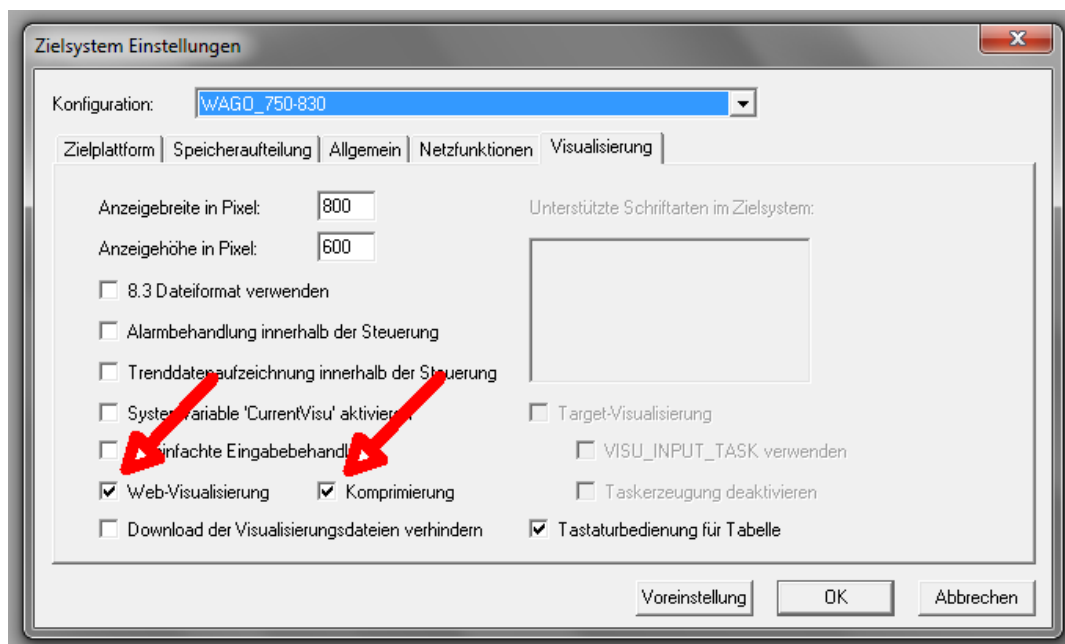 Zielsystem Einstellungen
Konfiguration: WAGO_750-830
Zielplattform Speicheraufteilung Allgemein Netzfunktionen Visualisierung
Anzeigebreite in Pixel: 800
Unterstützte Schriftarten im Zielsystem:
Anzeigehöhe in Pixel: 600
8.3 Dateiformat verwenden
Alarmbehandlung innerhalb der Steuerung
Trenddatenaufzeichnung innerhalb der Steuerung
'CurrentVisu'
Target-Visualisierung
VISU_INPUT_TASK verwenden
Web-Visualisierung Komprimierung
Taskerzeugung deaktivieren
Download der Visualisierungsdateien verhindern
Tastaturbedienung für Tabelle
Voreinstellung OK Abbrechen